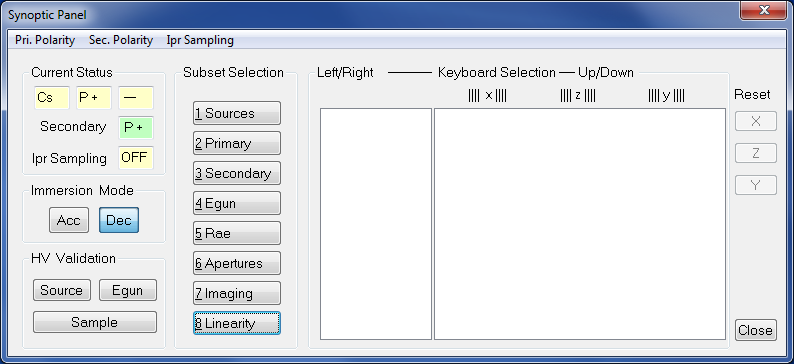 Synoptic Panel
Pri. Polarity Sec. Polarity Ipr Sampling
Current Status
Cs P + —
Secondary P +
Ipr Sampling OFF
Immersion Mode
Acc Dec
HV Validation
Source Egun
Sample
Subset Selection
1 Sources
2 Primary
3 Secondary
4 Egun
5 Rae
6 Apertures
7 Imaging
8 Linearity
Left/Right ——— Keyboard Selection — Up/Down
|||| x |||| |||| z |||| |||| y ||||
Reset
X
Z
Y
Close